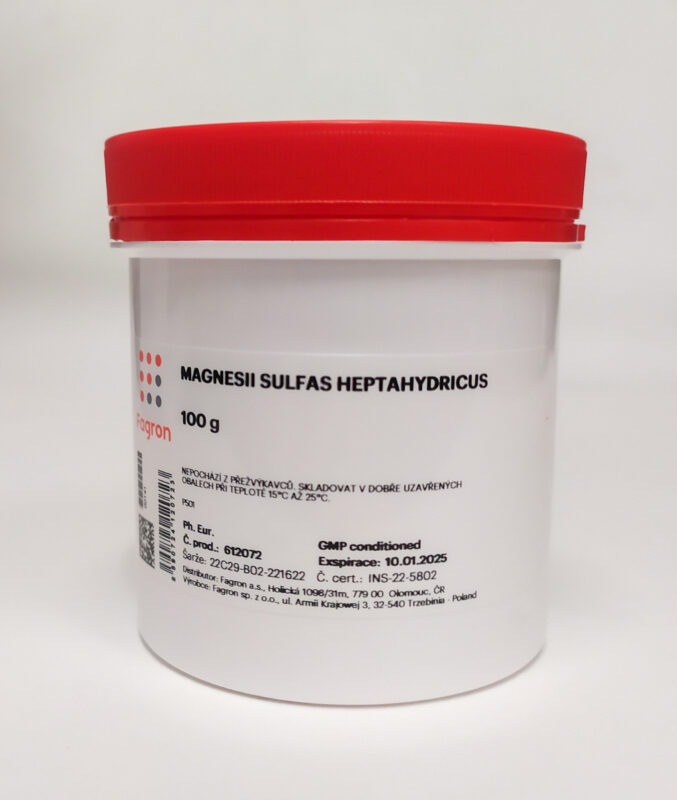 MAGNESII SULFAS HEPTAHYDRICUS
100 g
Fagron
NEPOCHÁZÍ Z PŘEŽVÝKAVCŮ. SKLADOVAT V DOBŘE UZAVŘENÝCH
OBALECH PŘI TEPLOTĚ 15°C AŽ 25°C.
P501
Ph. Eur.
Č. prod.: 612072
GMP conditioned
Šarže: 22C29-B02-221622
Exspirace: 10.01.2025
Č. cert.: INS-22-5802
Distributor: Fagron a.s., Holická 1098/31m, 779 00 Olomouc, ČR
Výrobce: Fagron sp. z o.o., ul. Armii Krajowej 3, 32-540 Trzebinia - Poland